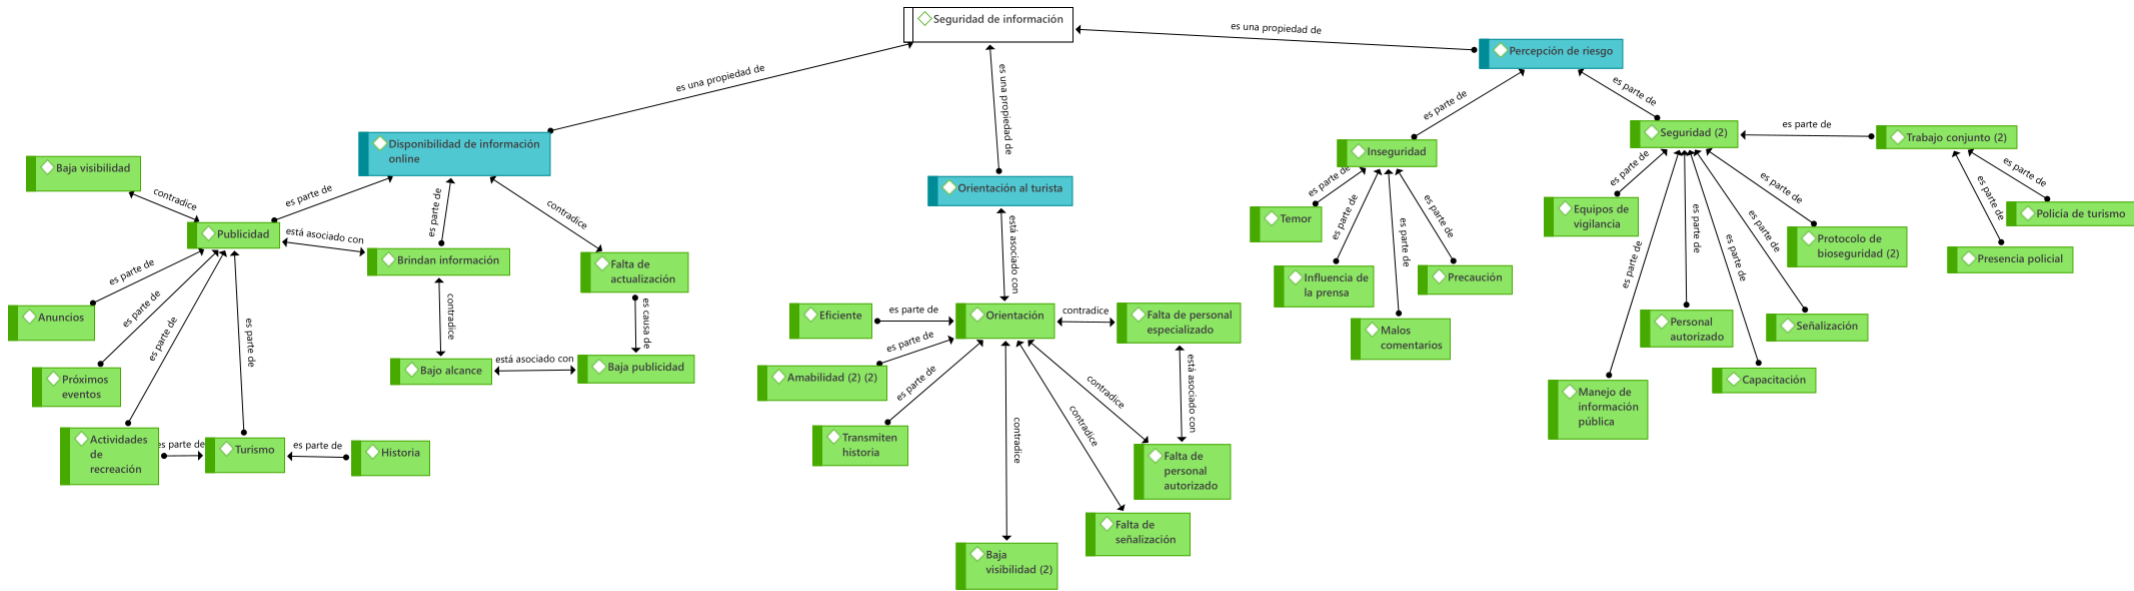 Seguridad de información
es una propiedad de
Percepción de riesgo
es una propiedad de
es una propiedad de
es parte de
es parte de
Disponibilidad de información
online
Seguridad (2)
es parte de
Trabajo conjunto (2)
Inseguridad
Baja visibilidad
contradice
es parte de
es parte de
contradice
Orientación al turista
es parte de
es parte de
es parte de
es parte de
es parte de
es parte de
Publicidad
está asociado con
Brindan información
Falta de
actualización
está asociado con
Temor
es parte de
es parte de
es parte de
Equipos de
vigilancia
es parte de
es parte de
es parte de
es parte de
Protocolo de
bioseguridad (2)
Policia de turismo
Presencia policial
es parte de
Influencia de
la prensa
Precaución
Anuncios
es parte de
es parte de
es parte de
contradice
es causa de
Eficiente
es parte de
Orientación
contradice
Falta de personal
especializado
Malos
comentarios
Personal
autorizado
Señalización
es parte de
Próximos
eventos
Bajo alcance
está asociado con
Baja publicidad
Amabilidad (2) (2)
es parte de
contradice
está asociado con
Manejo de
información
pública
Capacitación
Actividades
de
recreación
es parte de
Turismo
es parte de
Historia
Transmiten
historia
contradice
contradice
Falta de
personal
autorizado
Falta de
señalización
Baja
visibilidad (2)